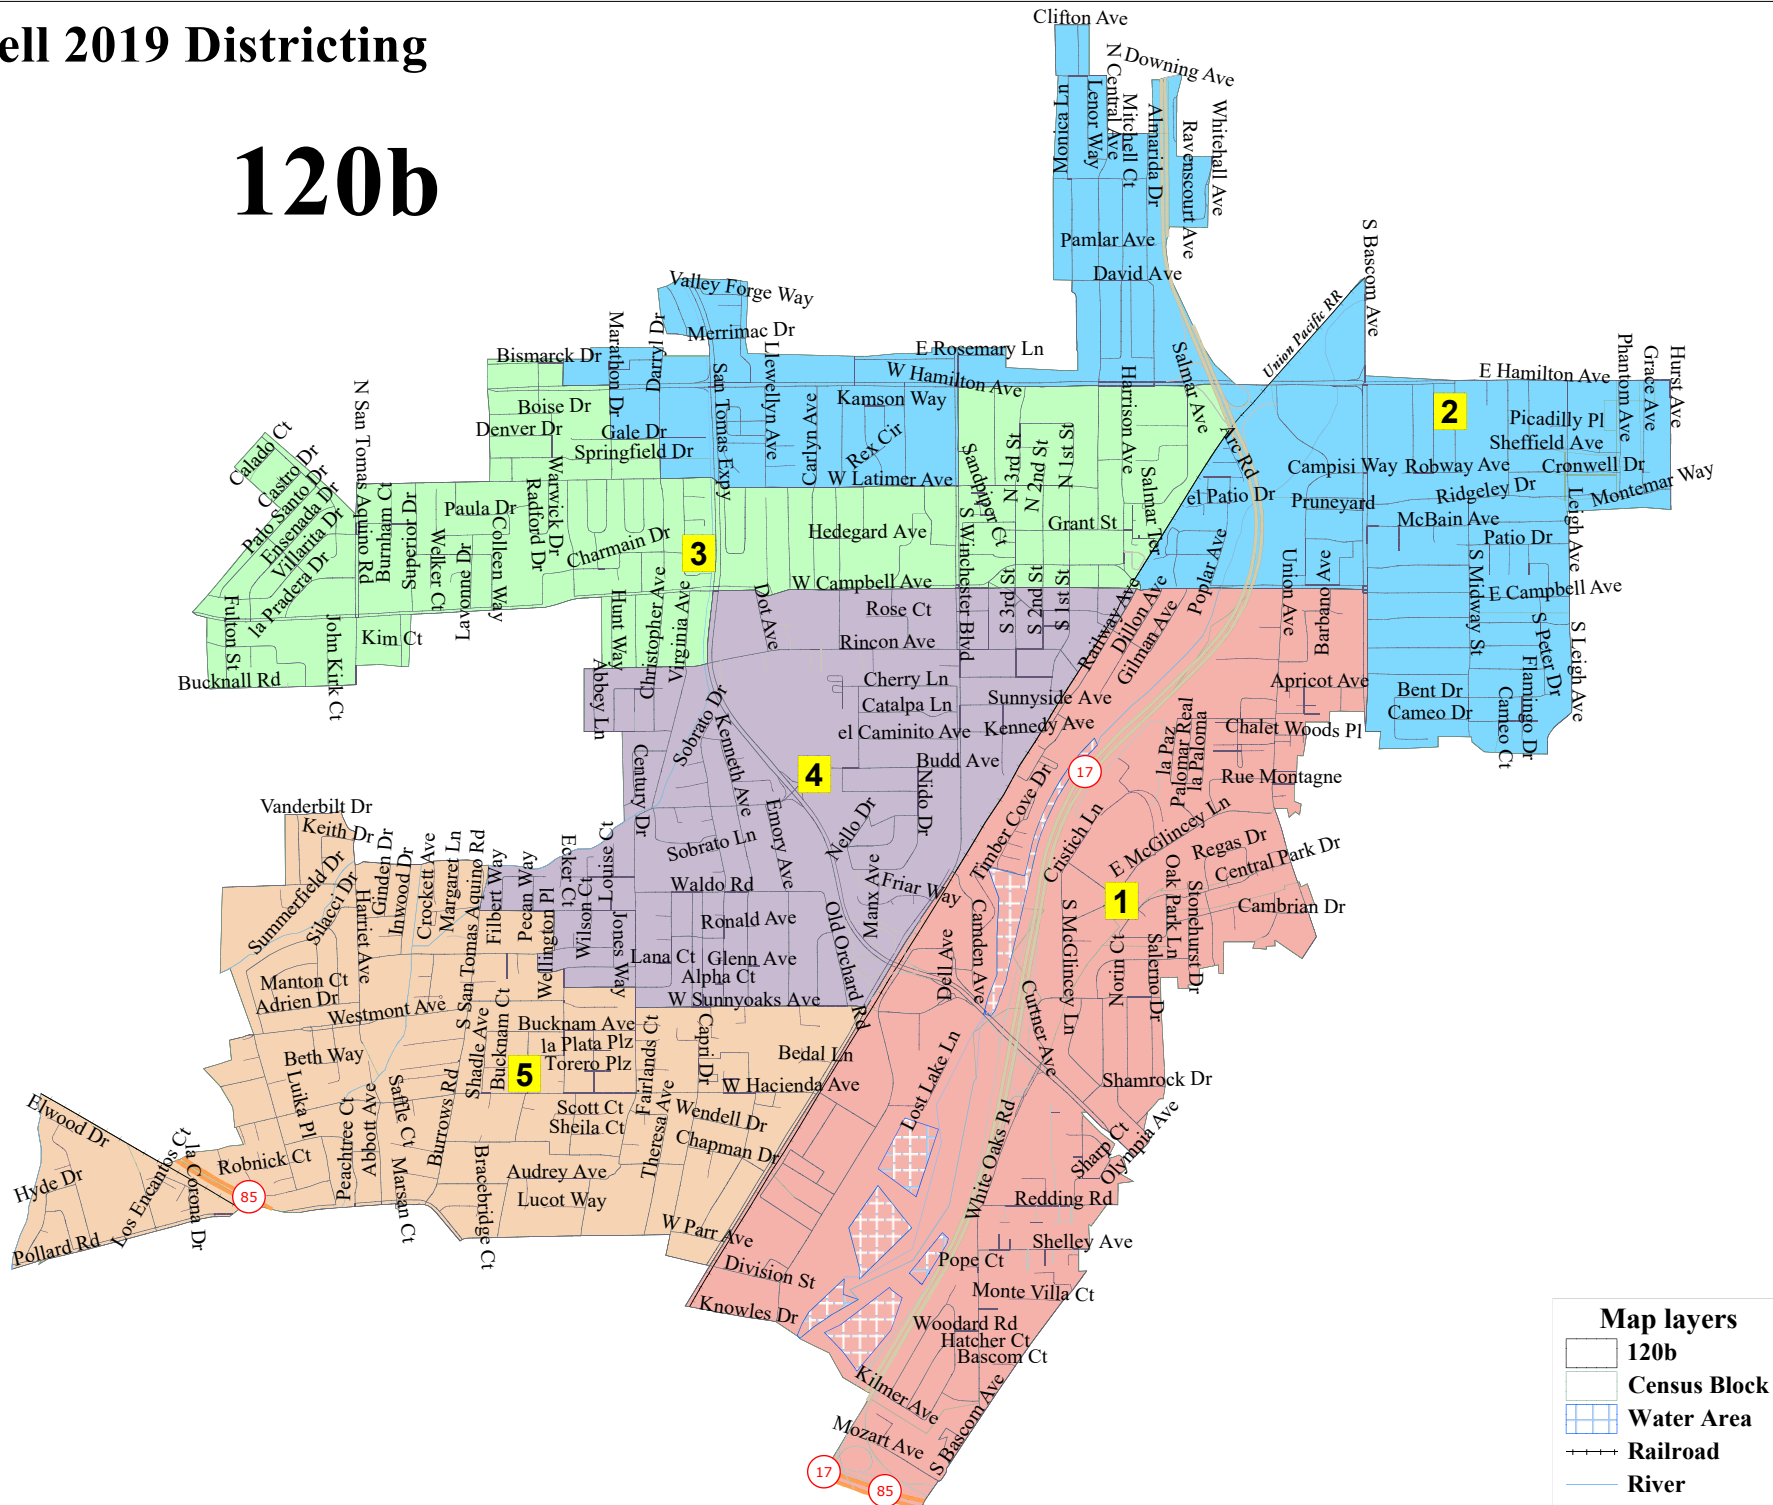 ell 2019 Districting
120b
Clifton Ave
N Central Ave
Downing Ave
Monica Ln
Lenor Way
Mitchell Ct
Almarida Dr
Ravenscourt Ave
Whitehall Ave
Pamlar Ave
David Ave
S Bascom Ave
Union Pacific RR
Valley Forge Way
Merrimac Dr
Marathon Dr
Darryl Dr
Bismarck Dr
Llewellyn Ave
E Rosemary Ln
W Hamilton Ave
Salmar Ave
Harrison Ave
E Hamilton Ave
Phantom Ave
Grace Ave
Hurst Ave
2
Picadilly Pl
Sheffield Ave
Cronwell Dr
Campisi Way
Robway Ave
Ridgeley Dr
Montemar Way
Pruneyard
McBain Ave
Patio Dr
Leigh Ave
el Patio Dr
Arc Rd
N San Tomas Aquino Rd
Boise Dr
Denver Dr
Gale Dr
Springfield Dr
San Tomas Expy
Carlyn Ave
Kamson Way
Rex Cir
W Latimer Ave
Calado Ct
Castro Dr
Palo Santo Dr
Ensenada Dr
Villarita Dr
la Pradera Dr
Burnham Ct
Superior Dr
Welker Ct
Lavonne Dr
Colleen Way
Paula Dr
Radford Dr
Warwick Dr
Charmain Dr
3
Hedegard Ave
Sandpiper Ct
N 3rd St
N 2nd St
N 1st St
Grant St
Salmar Ter
S Winchester Blvd
W Campbell Ave
Hunt Way
Christopher Ave
Virginia Ave
Dot Ave
Rose Ct
Rincon Ave
S 3rd St
S 2nd St
S 1st St
Railway Ave
Dillon Ave
Gilman Ave
Poplar Ave
Union Ave
Barbano Ave
S Midway St
E Campbell Ave
S Peter Dr
Flamingo Dr
S Leigh Ave
Fulton St
John Kirk Ct
Kim Ct
Bucknall Rd
Abbey Ln
Cherry Ln
Catalpa Ln
el Caminito Ave
Sunnyside Ave
Kennedy Ave
Budd Ave
Apricot Ave
Bent Dr
Cameo Dr
Cameo Ct
Chalet Woods Pl
la Paz
Palomar Real
la Paloma
Rue Montagne
17
Sobrato Dr
Kenneth Ave
Century Dr
4
Nido Dr
Nello Dr
Emory Ave
Sobrato Ln
Timber Cove Dr
Cristich Ln
E McGlincey Ln
Regas Dr
Central Park Dr
Cambrian Dr
1
Oak Park Ln
Stonehurst Dr
Salerno Dr
S McGlincey Ln
Union Ct
Vanderbilt Dr
Keith Dr
Summerfield Dr
Silacci Dr
Harriet Ave
Ginden Dr
Inwood Dr
Crockett Ave
Margaret Ln
S San Tomas Aquino Rd
Filbert Way
Pecan Way
Wellington Pl
Ecker Ct
Wilson Ct
Louise Ct
Jones Way
Waldo Rd
Ronald Ave
Lana Ct
Glenn Ave
Alpha Ct
W Sunnyoaks Ave
Old Orchard Rd
Manx Ave
Friar Way
Dell Ave
Camden Ave
Curtner Ave
Manton Ct
Adrien Dr
Westmont Ave
Beth Way
Luika Pl
Peachtree Ct
Abbott Ave
Saffle Ct
Marsan Ct
Burrows Rd
Shadle Ave
Bucknam Ct
Bucknam Ave
la Plata Plz
Torero Plz
5
Fairlands Ct
Theresa Ave
Capri Dr
Bedal Ln
W Hacienda Ave
Scott Ct
Sheila Ct
Wendell Dr
Chapman Dr
Audrey Ave
Lucot Way
Bracebridge Ct
W Parr Ave
Division St
Knowles Dr
Lost Lake Ln
White Oaks Rd
Shamrock Dr
Sharp Ct
Olympia Ave
Redding Rd
Shelley Ave
Pope Ct
Monte Villa Ct
Woodard Rd
Hatcher Ct
Bascom Ct
Kilmer Ave
Mozart Ave
S Bascom Ave
17
85
Elwood Dr
Hyde Dr
Pollard Rd
Los Encantos Ct
la Corona Dr
Robnick Ct
85
Map layers
120b
Census Block
Water Area
Railroad
River